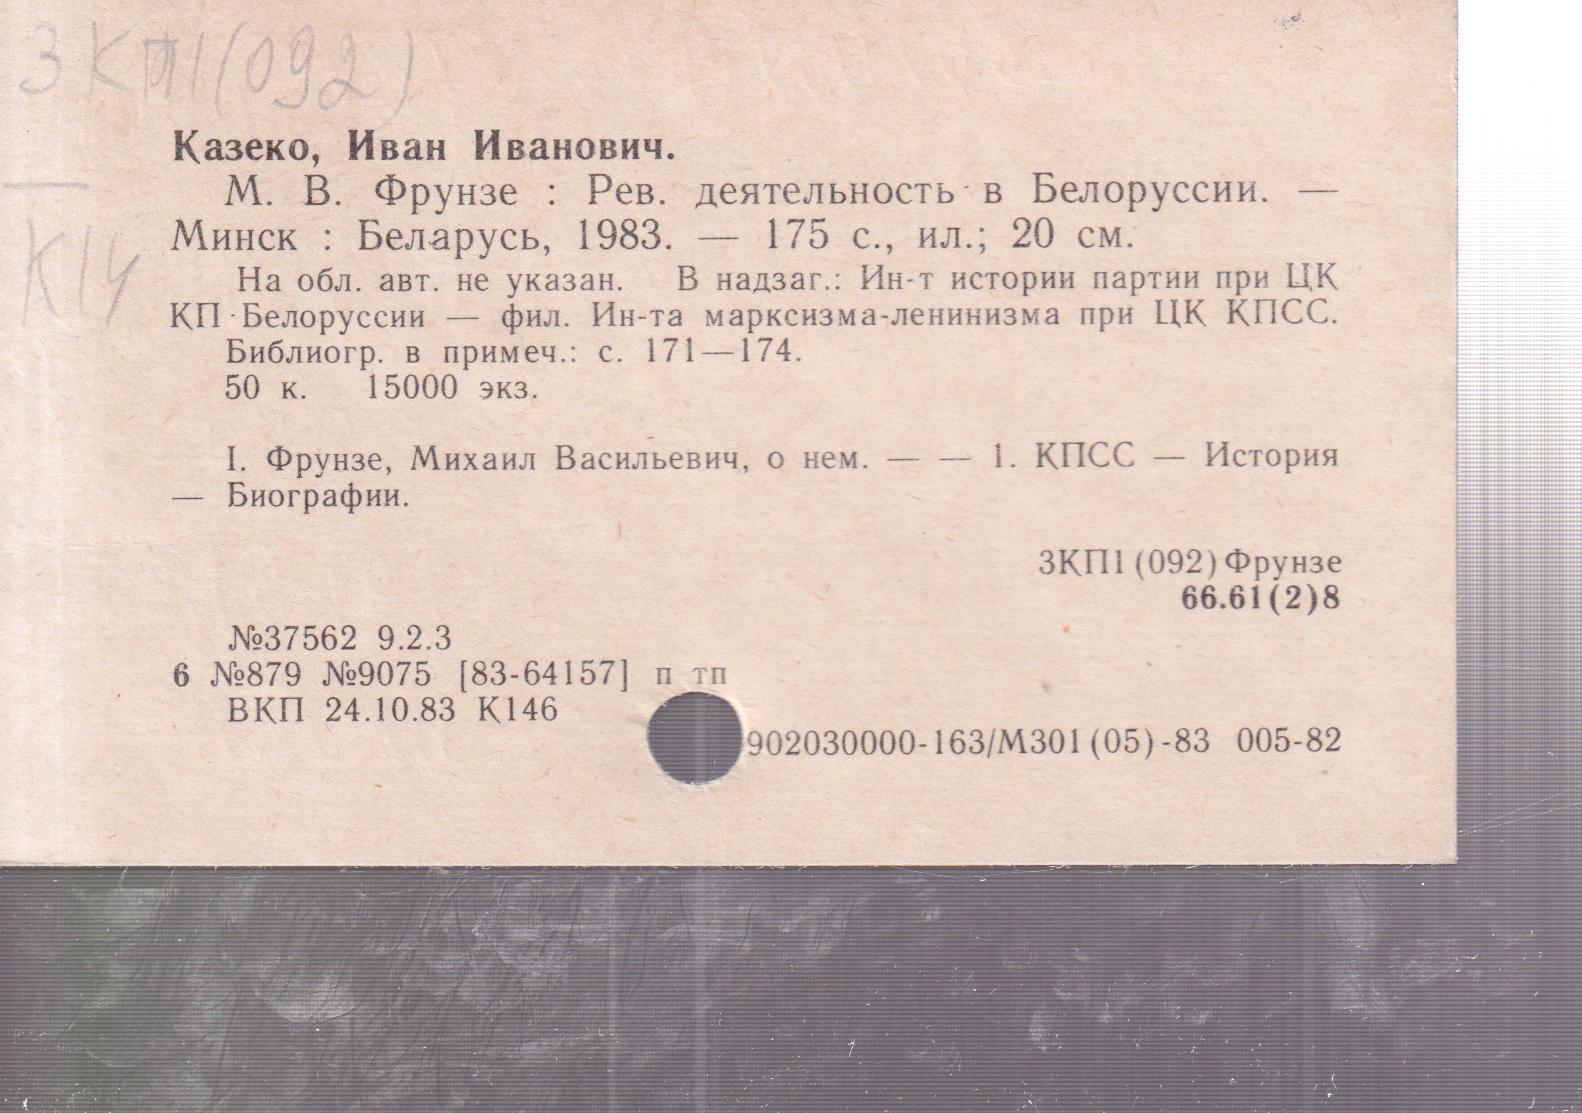 3КП1(092)
Казеко, Иван Иванович.
М. В. Фрунзе : Рев. деятельность в Белоруссии. —
Минск : Беларусь, 1983. — 175 с., ил.; 20 см.
К14
На обл. авт. не указан. В надзаг.: Ин-т истории партии при ЦК
КП Белоруссии — фил. Ин-та марксизма-ленинизма при ЦК КПСС.
Библиогр. в примеч.: с. 171—174.
50 к. 15000 экз.
I. Фрунзе, Михаил Васильевич, о нем. — — 1. КПСС — История
— Биографии.
3КП1(092)Фрунзе
66.61(2)8
№37562 9.2.3
6 №879 №9075 [83-64157] п тп
ВКП 24.10.83 К146
902030000-163/М301(05)-83 005-82